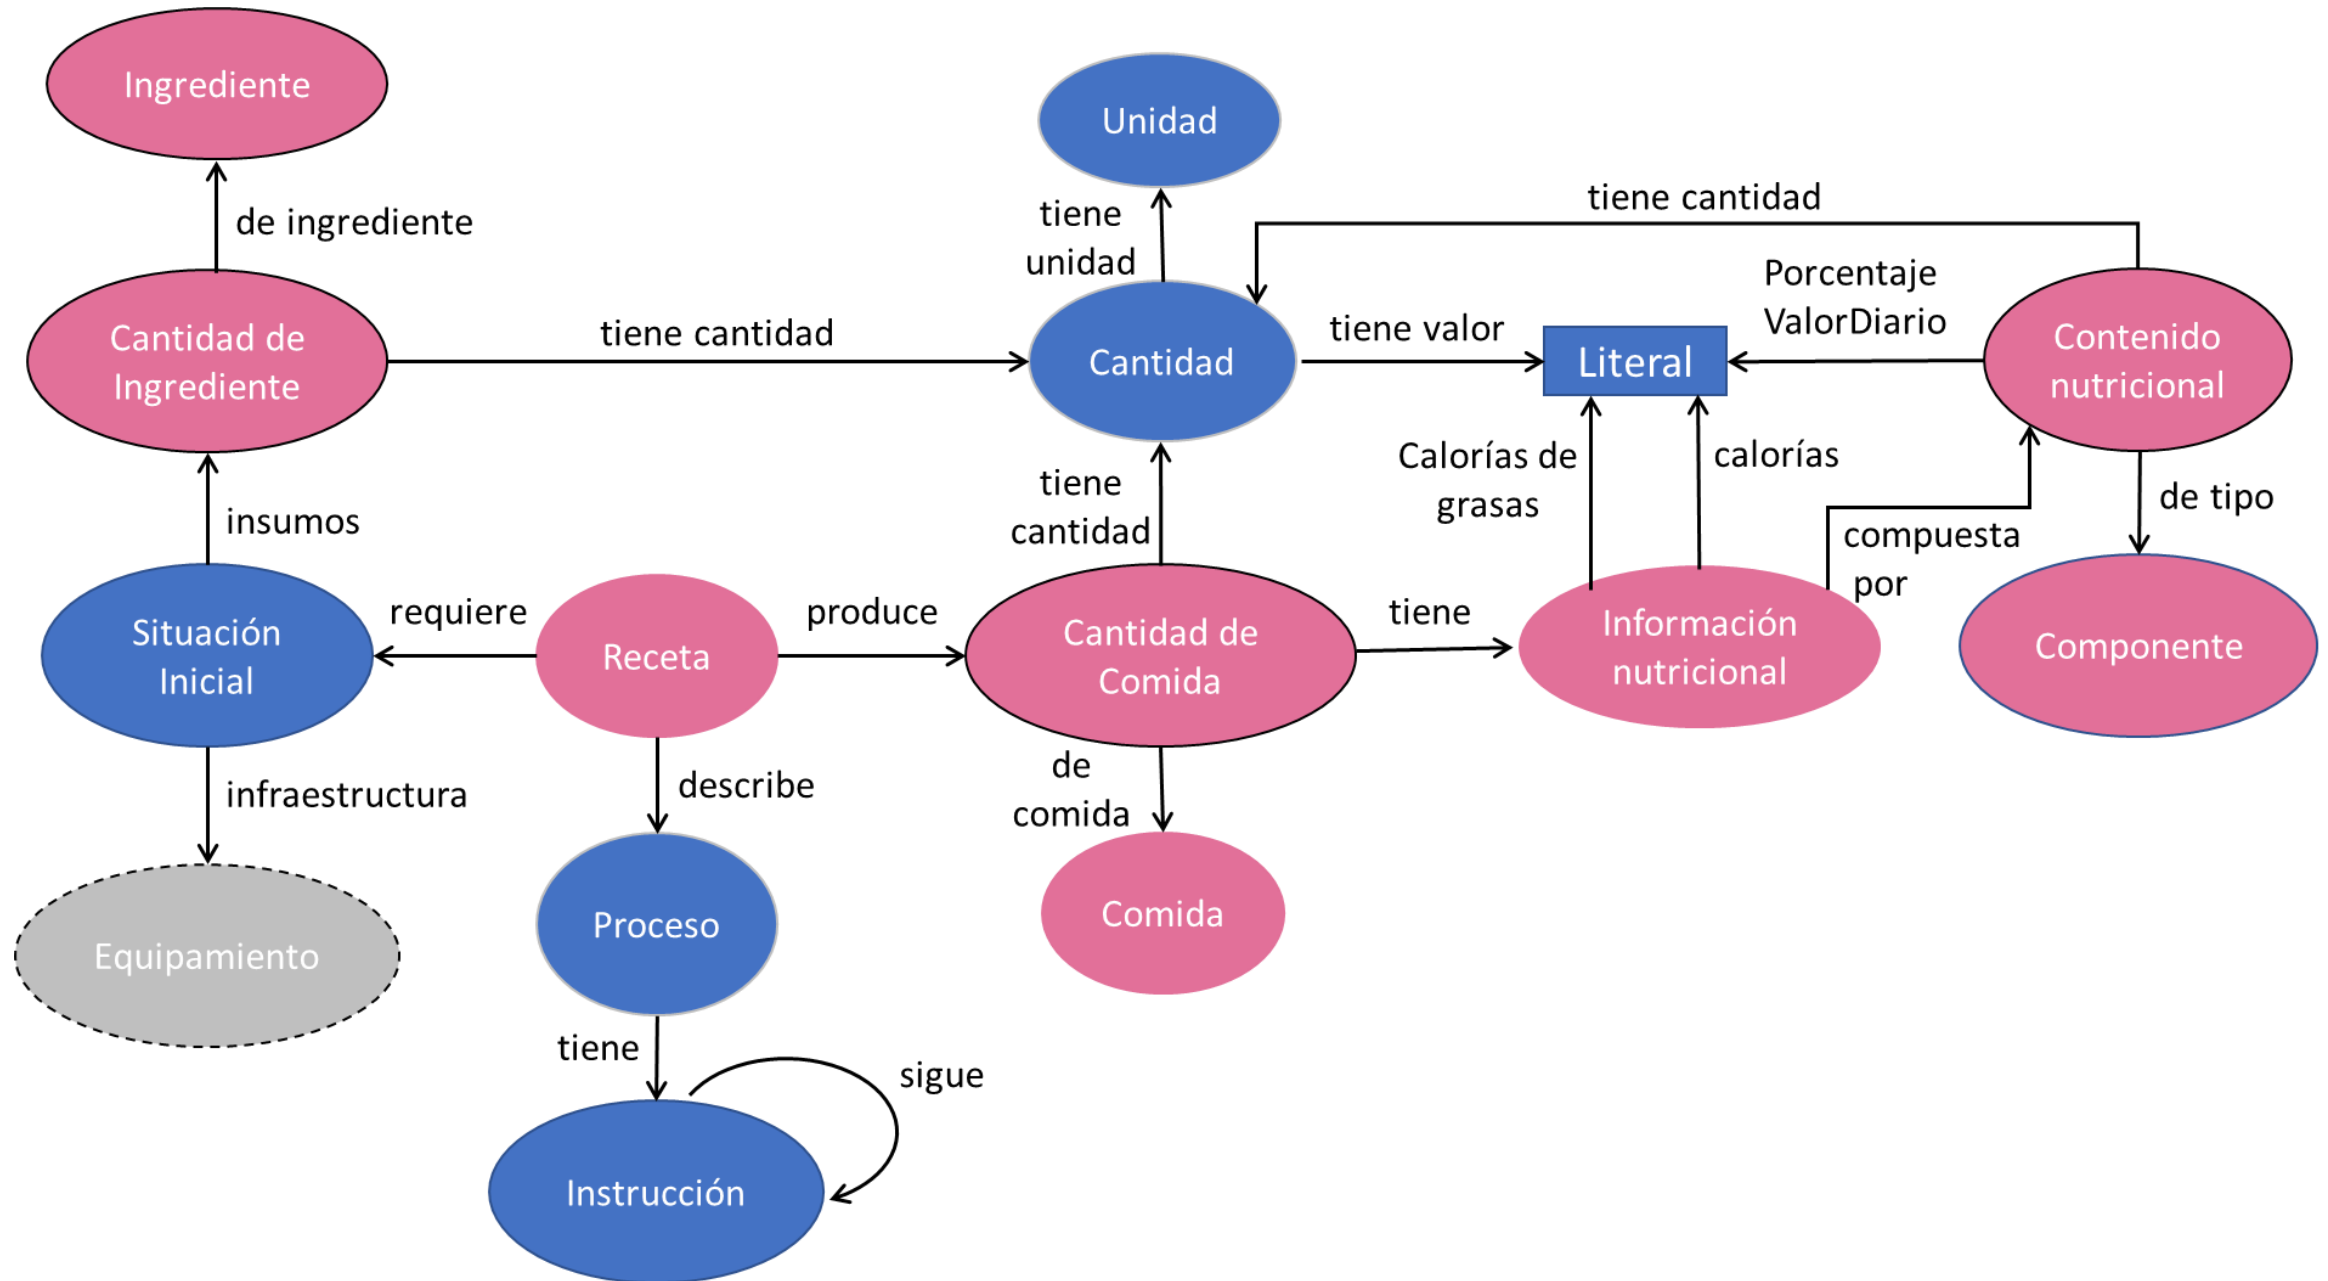 Ingrediente
Unidad
de ingrediente
tiene
unidad
tiene cantidad
Porcentaje
ValorDiario
Cantidad de
Ingrediente
tiene cantidad
Cantidad
tiene valor
Literal
Contenido
nutricional
insumos
tiene
cantidad
Calorías de
grasas
calorías
compuesta
por
de tipo
Situación
Inicial
requiere
Receta
produce
Cantidad de
Comida
tiene
Información
nutricional
Componente
infraestructura
describe
de
comida
Equipamiento
Proceso
Comida
tiene
sigue
Instrucción